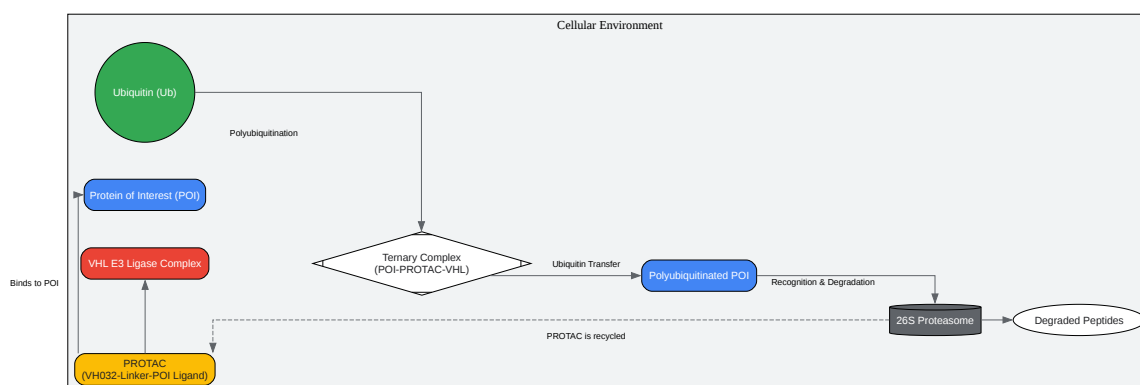 Cellular Environment
Ubiquitin (Ub)
Polyubiquitination
Protein of Interest (POI)
VHL E3 Ligase Complex
Binds to POI
Ternary Complex
(POI-PROTAC-VHL)
Ubiquitin Transfer
Polyubiquitinated POI
Recognition & Degradation
26S Proteasome
Degraded Peptides
PROTAC is recycled
PROTAC
(VH032-Linker-POI Ligand)